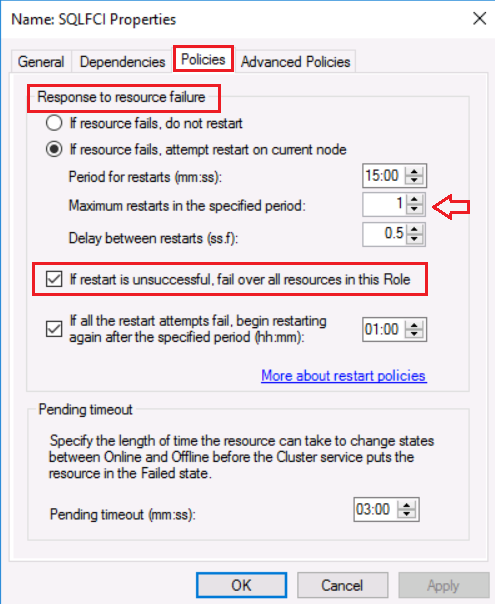 Name: SQLFCI Properties
General Dependencies Policies Advanced Policies
Response to resource failure
If resource fails, do not restart
If resource fails, attempt restart on current node
Period for restarts (mm:ss): 15:00
Maximum restarts in the specified period: 1
Delay between restarts (ss.f): 0.5
If restart is unsuccessful, fail over all resources in this Role
If all the restart attempts fail, begin restarting
again after the specified period (hh:mm): 01:00
More about restart policies
Pending timeout
Specify the length of time the resource can take to change states
between Online and Offline before the Cluster service puts the
resource in the Failed state.
Pending timeout (mm:ss): 03:00
OK Cancel Apply